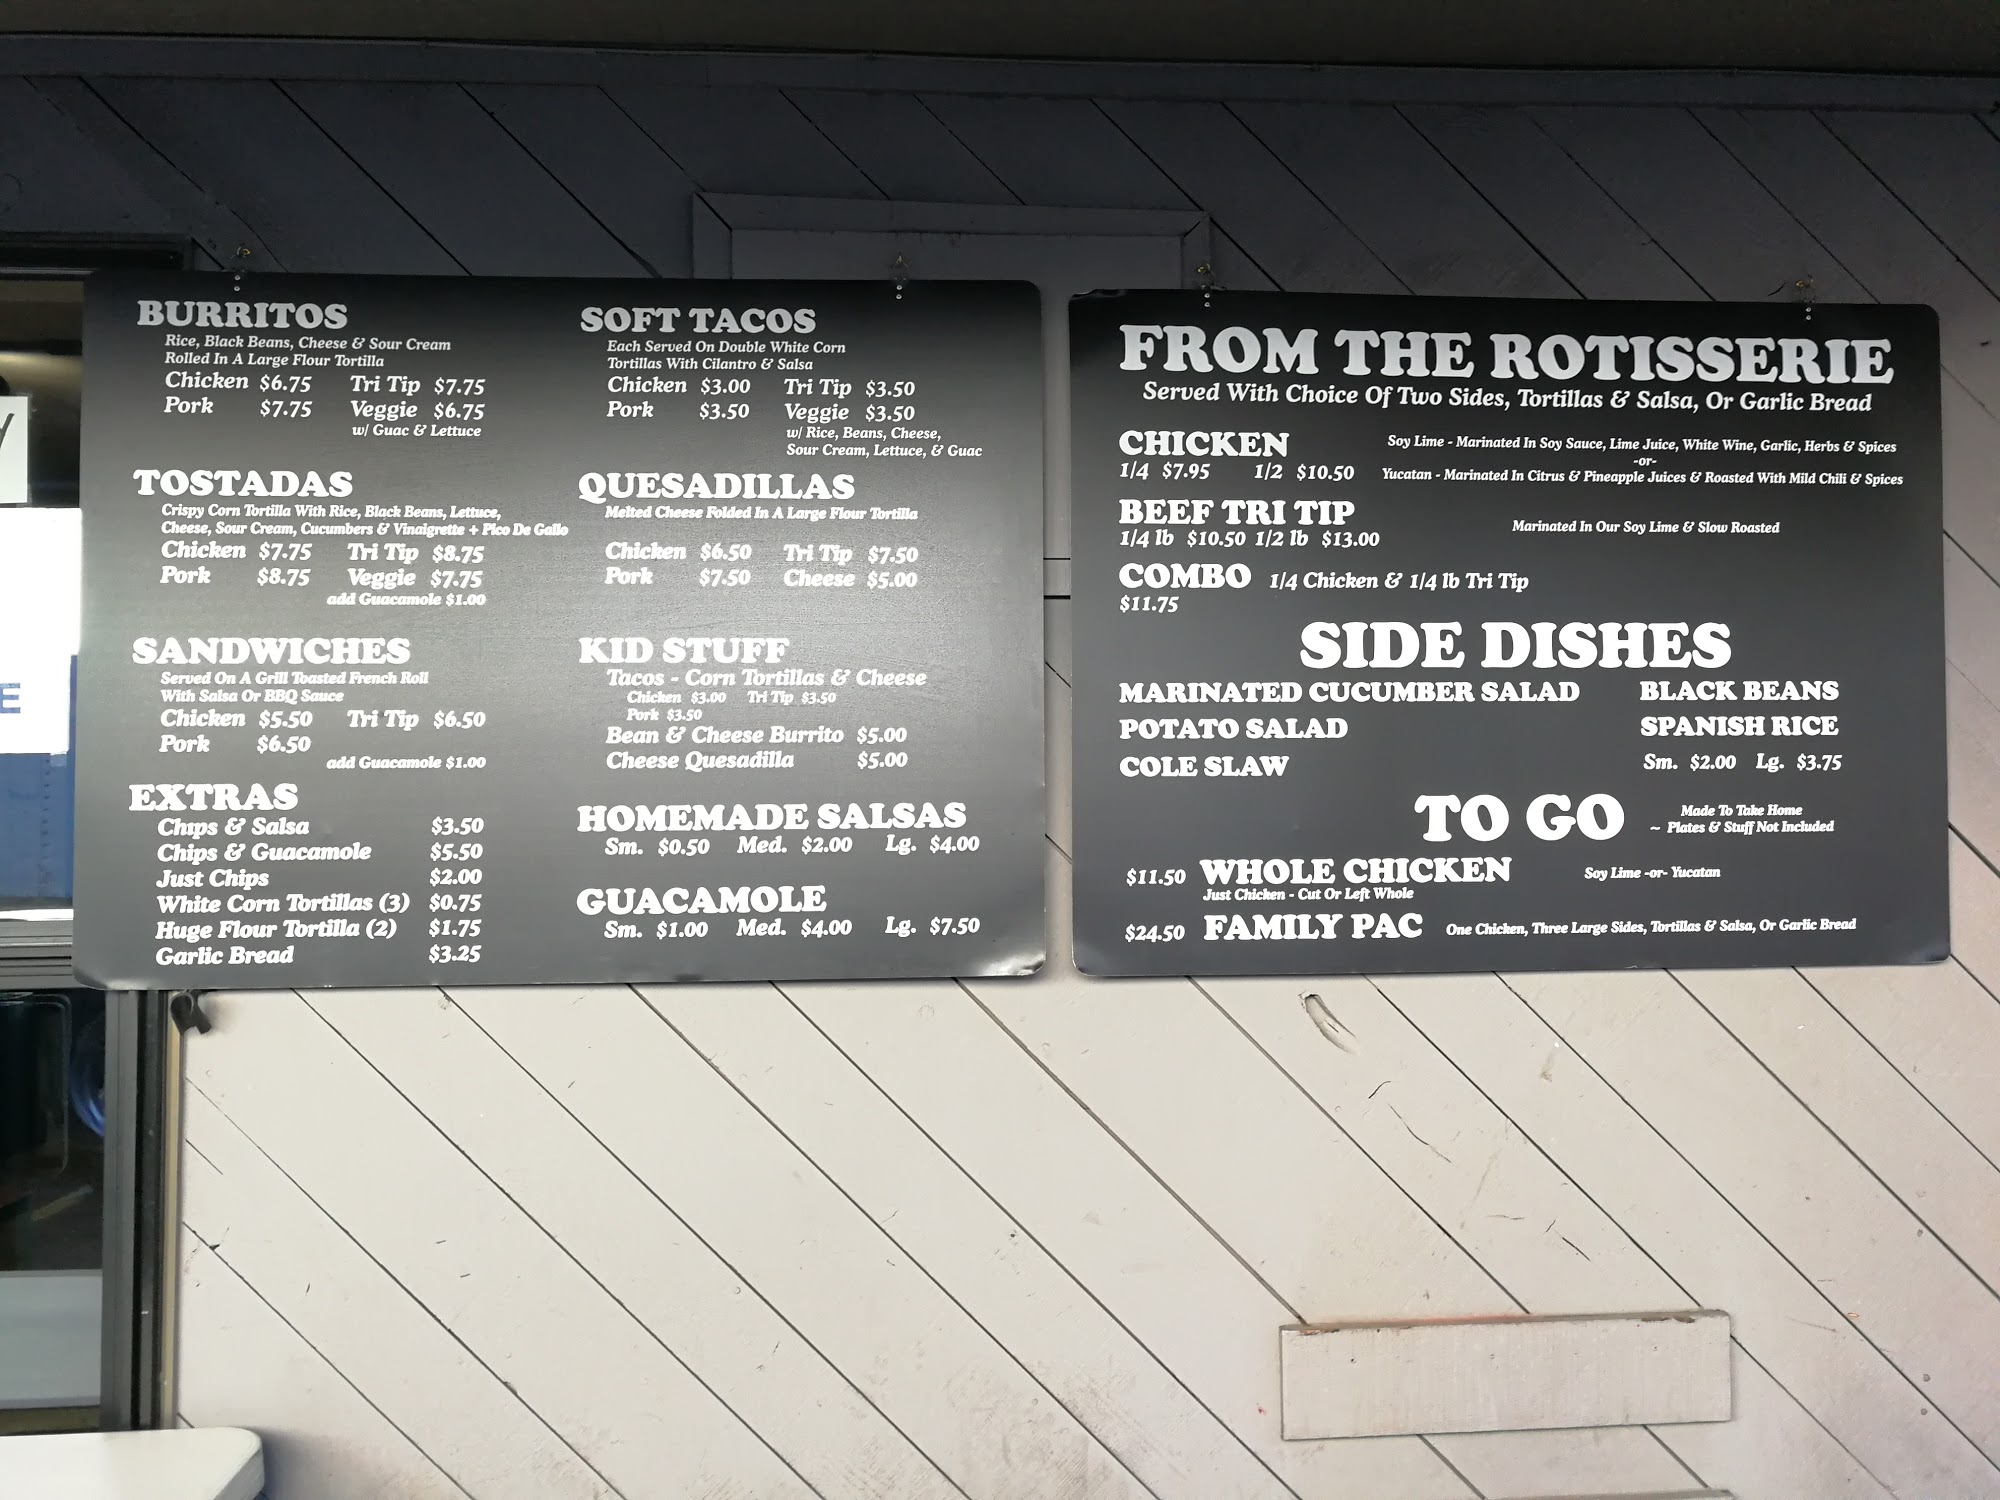 BURRITOS
Rice, Black Beans, Cheese & Sour Cream
Rolled In A Large Flour Tortilla
Chicken $6.75 Tri Tip $7.75
Pork $7.75 Veggie $6.75
w/ Guac & Lettuce
TOSTADAS
Crispy Corn Tortilla With Rice, Black Beans, Lettuce,
Cheese, Sour Cream, Cucumbers & Vinaigrette + Pico De Gallo
Chicken $7.75 Tri Tip $8.75
Pork $8.75 Veggie $7.75
add Guacamole $1.00
SANDWICHES
Served On A Grill Toasted French Roll
With Salsa Or BBQ Sauce
Chicken $5.50 Tri Tip $6.50
Pork $6.50
add Guacamole $1.00
EXTRAS
Chips & Salsa $3.50
Chips & Guacamole $5.50
Just Chips $2.00
White Corn Tortillas (3) $0.75
Huge Flour Tortilla (2) $1.75
Garlic Bread $3.25
SOFT TACOS
Each Served On Double White Corn
Tortillas With Cilantro & Salsa
Chicken $3.00 Tri Tip $3.50
Pork $3.50 Veggie $3.50
w/ Rice, Beans, Cheese,
Sour Cream, Lettuce, & Guac
QUESADILLAS
Melted Cheese Folded In A Large Flour Tortilla
Chicken $6.50 Tri Tip $7.50
Pork $7.50 Cheese $5.00
KID STUFF
Tacos - Corn Tortillas & Cheese
Chicken $3.00 Tri Tip $3.50
Pork $3.50
Bean & Cheese Burrito $5.00
Cheese Quesadilla $5.00
HOMEMADE SALSAS
Sm. $0.50 Med. $2.00 Lg. $4.00
GUACAMOLE
Sm. $1.00 Med. $4.00 Lg. $7.50
FROM THE ROTISSERIE
Served With Choice Of Two Sides, Tortillas & Salsa, Or Garlic Bread
CHICKEN
1/4 $7.95 1/2 $10.50
Soy Lime - Marinated In Soy Sauce, Lime Juice, White Wine, Garlic, Herbs & Spices
-or-
Yucatan - Marinated In Citrus & Pineapple Juices & Roasted With Mild Chili & Spices
BEEF TRI TIP
1/4 lb $10.50 1/2 lb $13.00
Marinated In Our Soy Lime & Slow Roasted
COMBO 1/4 Chicken & 1/4 lb Tri Tip
$11.75
SIDE DISHES
MARINATED CUCUMBER SALAD BLACK BEANS
POTATO SALAD SPANISH RICE
COLE SLAW Sm. $2.00 Lg. $3.75
TO GO
Made To Take Home
~ Plates & Stuff Not Included
$11.50 WHOLE CHICKEN Soy Lime -or- Yucatan
Just Chicken - Cut Or Left Whole
$24.50 FAMILY PAC One Chicken, Three Large Sides, Tortillas & Salsa, Or Garlic Bread